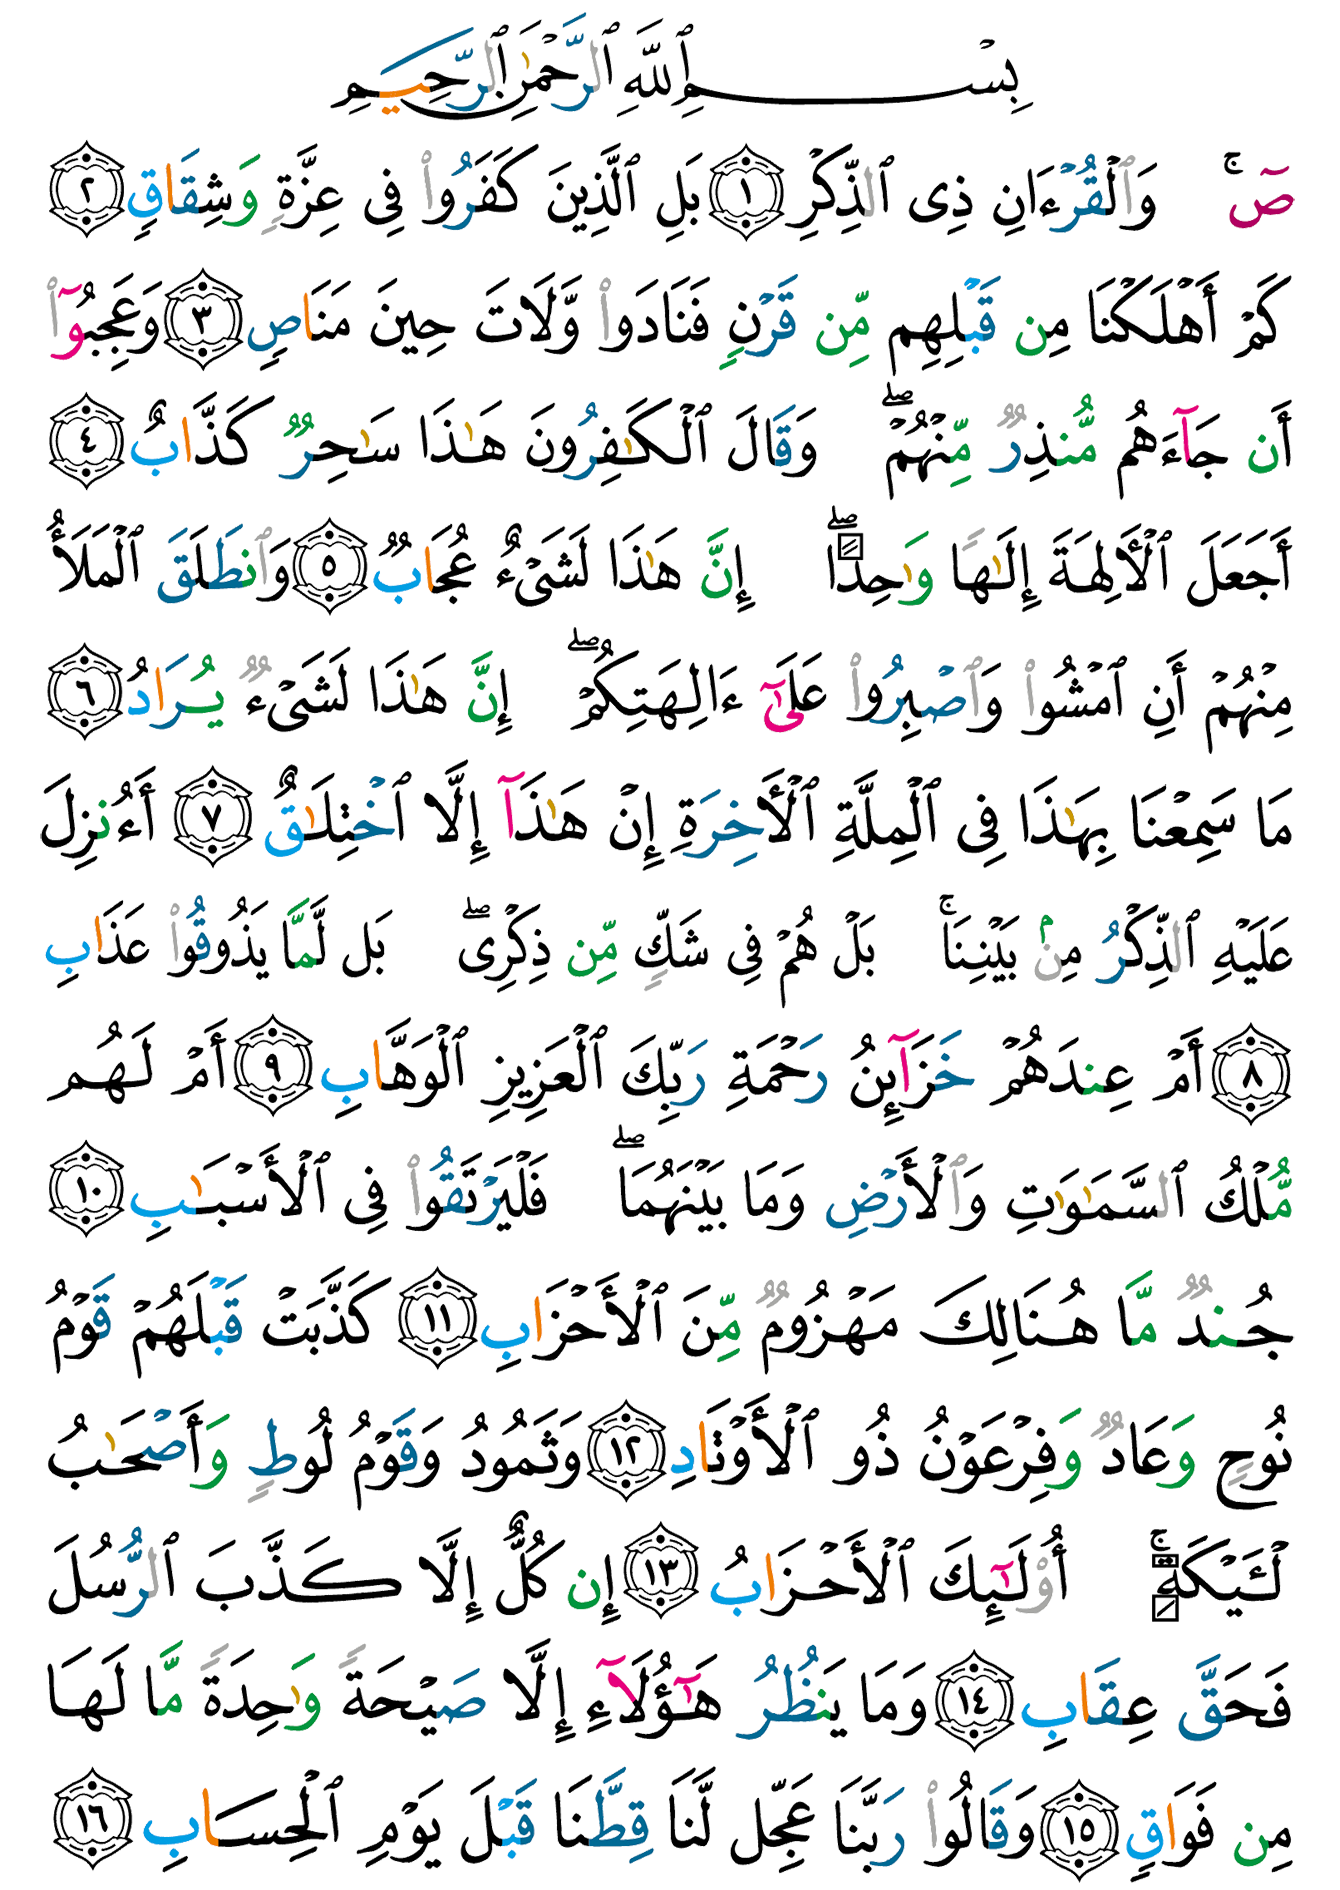 بِسْمِ ٱللَّهِ ٱلرَّحْمَٰنِ ٱلرَّحِيمِ
صٓ ۚ وَٱلْقُرْءَانِ ذِى ٱلذِّكْرِ ١ بَلِ ٱلَّذِينَ كَفَرُوا۟ فِى عِزَّةٍ وَشِقَاقٍ ٢
كَمْ أَهْلَكْنَا مِن قَبْلِهِم مِّن قَرْنٍ فَنَادَوا۟ وَّلَاتَ حِينَ مَنَاصٍ ٣ وَعَجِبُوٓا۟
أَن جَآءَهُم مُّنذِرٌ مِّنْهُمْ ۖ وَقَالَ ٱلْكَٰفِرُونَ هَٰذَا سَٰحِرٌ كَذَّابٌ ٤
أَجَعَلَ ٱلْأَلِهَةَ إِلَٰهًا وَٰحِدًا ۖ إِنَّ هَٰذَا لَشَىْءٌ عُجَابٌ ٥ وَٱنطَلَقَ ٱلْمَلَأُ
مِنْهُمْ أَنِ ٱمْشُوا۟ وَٱصْبِرُوا۟ عَلَىٰٓ ءَالِهَتِكُمْ ۖ إِنَّ هَٰذَا لَشَىْءٌ يُرَادُ ٦
مَا سَمِعْنَا بِهَٰذَا فِى ٱلْمِلَّةِ ٱلْأَخِرَةِ إِنْ هَٰذَآ إِلَّا ٱخْتِلَٰقٌ ٧ أَءُنزِلَ
عَلَيْهِ ٱلذِّكْرُ مِنۢ بَيْنِنَا ۚ بَلْ هُمْ فِى شَكٍّ مِّن ذِكْرِى ۖ بَل لَّمَّا يَذُوقُوا۟ عَذَابِ
٨ أَمْ عِندَهُمْ خَزَآئِنُ رَحْمَةِ رَبِّكَ ٱلْعَزِيزِ ٱلْوَهَّابِ ٩ أَمْ لَهُم
مُّلْكُ ٱلسَّمَٰوَٰتِ وَٱلْأَرْضِ وَمَا بَيْنَهُمَا ۖ فَلْيَرْتَقُوا۟ فِى ٱلْأَسْبَٰبِ ١٠
جُندٌ مَّا هُنَالِكَ مَهْزُومٌ مِّنَ ٱلْأَحْزَابِ ١١ كَذَّبَتْ قَبْلَهُمْ قَوْمُ
نُوحٍ وَعَادٌ وَفِرْعَوْنُ ذُو ٱلْأَوْتَادِ ١٢ وَثَمُودُ وَقَوْمُ لُوطٍ وَأَصْحَٰبُ
لْـَٔيْكَةِ ۚ أُو۟لَٰٓئِكَ ٱلْأَحْزَابُ ١٣ إِن كُلٌّ إِلَّا كَذَّبَ ٱلرُّسُلَ
فَحَقَّ عِقَابِ ١٤ وَمَا يَنظُرُ هَٰٓؤُلَآءِ إِلَّا صَيْحَةً وَٰحِدَةً مَّا لَهَا
مِن فَوَاقٍ ١٥ وَقَالُوا۟ رَبَّنَا عَجِّل لَّنَا قِطَّنَا قَبْلَ يَوْمِ ٱلْحِسَابِ ١٦